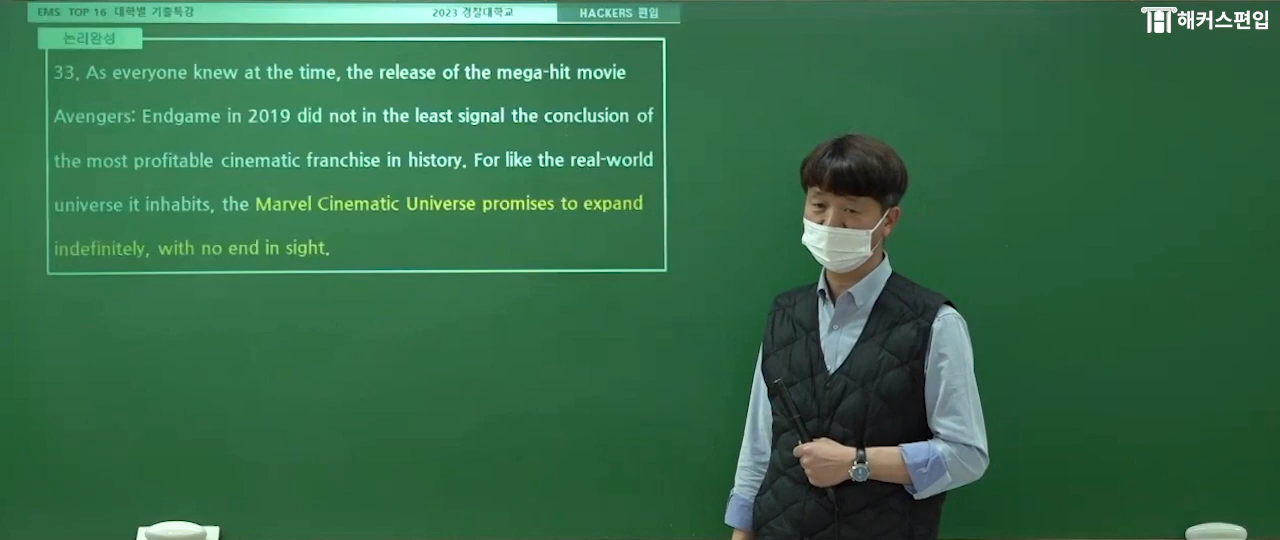 EMS TOP 16 대학별 기출특강
2023 경찰대학교
HACKERS 편입
해커스편입
논리완성
33. As everyone knew at the time, the release of the mega-hit movie
Avengers: Endgame in 2019 did not in the least signal the conclusion of
the most profitable cinematic franchise in history. For like the real-world
universe it inhabits, the Marvel Cinematic Universe promises to expand
indefinitely, with no end in sight.